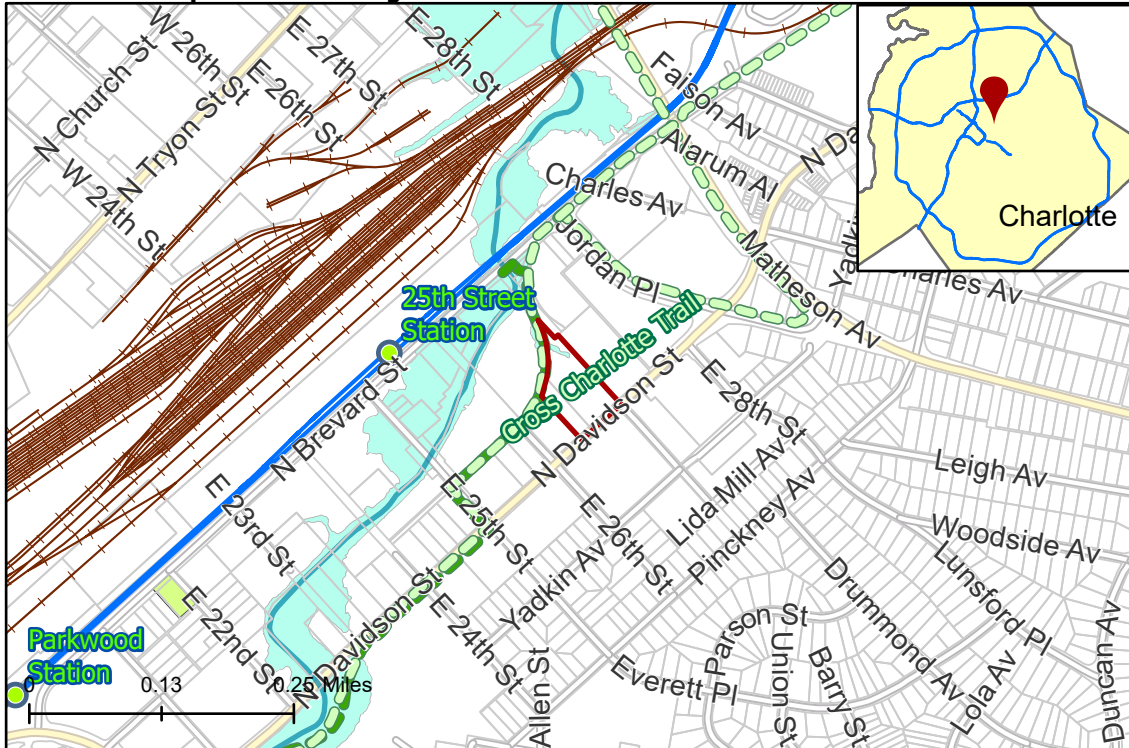 W 26th St
E 27th St
E 28th St
N Church St
E 26th St
N Tryon St
W 24th St
Faison Av
Alarum Al
N Da
Charles Av
Charlotte
Jordan Pl
Matheson Av
Yadki
Charles Av
25th Street
Station
Cross Charlotte Trail
N Brevard St
N Davidson St
E 28th St
Leigh Av
E 23rd St
E 25th St
E 26th St
Lida Mill Av
Pinckney Av
Woodside Av
Yadkin Av
Lunsford Pl
Drummond Av
E 22nd St
N Davidson St
E 24th St
Parson St
Union St
Barry St
Duncan Av
Parkwood
Station
Everett Pl
Lola Av
Allen St
0 0.13 0.25 Miles